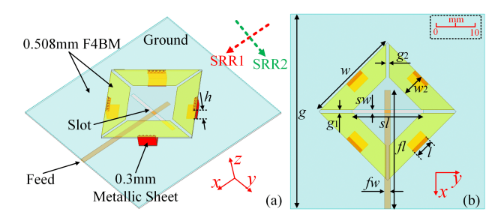 Ground
0.508mm F4BM
SRR1
SRR2
h
Slot
Feed
0.3mm
Metallic Sheet
z
x
y
(a)
mm
0
10
g2
w
w2
g
sw
g1
sl
fl
l
fw
y
x
(b)